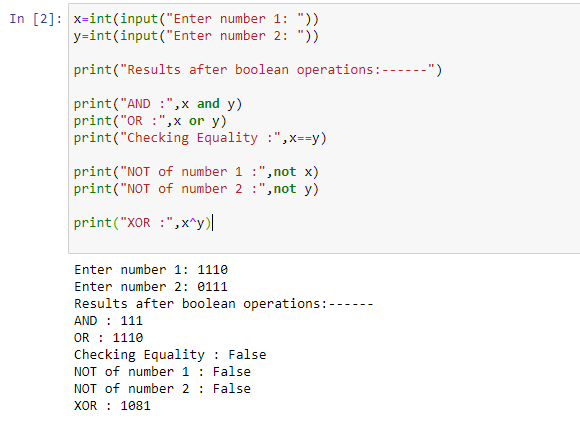 In [2]: x=int(input("Enter number 1: "))
y=int(input("Enter number 2: "))
print("Results after boolean operations:------")
print("AND :",x and y)
print("OR :",x or y)
print("Checking Equality :",x==y)
print("NOT of number 1 :",not x)
print("NOT of number 2 :",not y)
print("XOR :",x^y)
Enter number 1: 1110
Enter number 2: 0111
Results after boolean operations:------
AND : 111
OR : 1110
Checking Equality : False
NOT of number 1 : False
NOT of number 2 : False
XOR : 1081